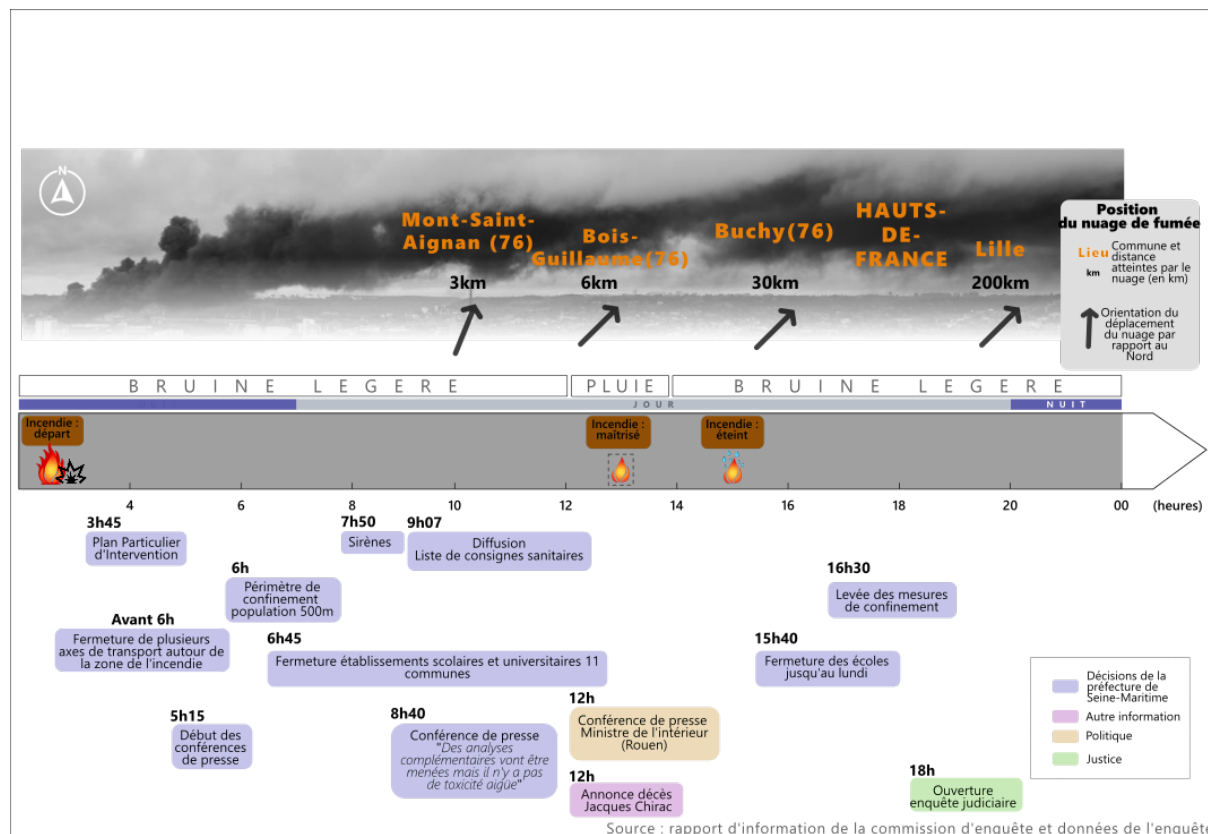 N
Mont-Saint-
Aignan (76)
3km
Bois-
Guillaume(76)
6km
Buchy(76)
30km
HAUTS-
DE-
FRANCE
Lille
200km
Position
du nuage de fumée
Lieu
km
Commune et
distance
atteintes par le
nuage (en km)
Orientation du
déplacement
du nuage par
rapport au
Nord
BRUINE LEGERE
PLUIE
BRUINE LEGERE
JOUR
NUIT
Incendie :
départ
Incendie :
maîtrisé
Incendie :
éteint
4 6 8 10 12 14 16 18 20 00 (heures)
3h45
Plan Particulier
d'Intervention
7h50
Sirènes
9h07
Diffusion
Liste de consignes sanitaires
6h
Périmètre de
confinement
population 500m
16h30
Levée des mesures
de confinement
Avant 6h
Fermeture de plusieurs
axes de transport autour de
la zone de l'incendie
6h45
Fermeture établissements scolaires et universitaires 11
communes
15h40
Fermeture des écoles
jusqu'au lundi
5h15
Début des
conférences
de presse
8h40
Conférence de presse
"Des analyses
complémentaires vont être
menées mais il n'y a pas
de toxicité aigüe"
12h
Conférence de presse
Ministre de l'intérieur
(Rouen)
12h
Annonce décès
Jacques Chirac
18h
Ouverture
enquête judiciaire
Décisions de la
préfecture de
Seine-Maritime
Autre information
Politique
Justice
Source : rapport d'information de la commission d'enquête et données de l'enquête